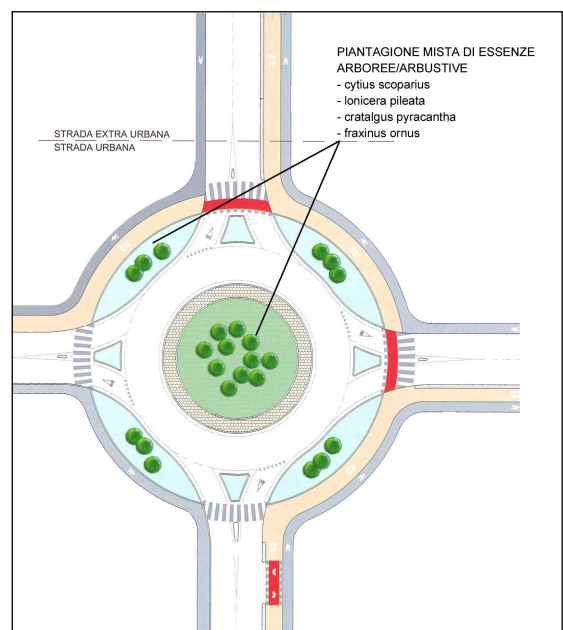 PIANTAGIONE MISTA DI ESSENZE
ARBOREE/ARBUSTIVE
- cytius scoparius
- lonicera pileata
- cratalgus pyracantha
- fraxinus ornus
STRADA EXTRA URBANA
STRADA URBANA